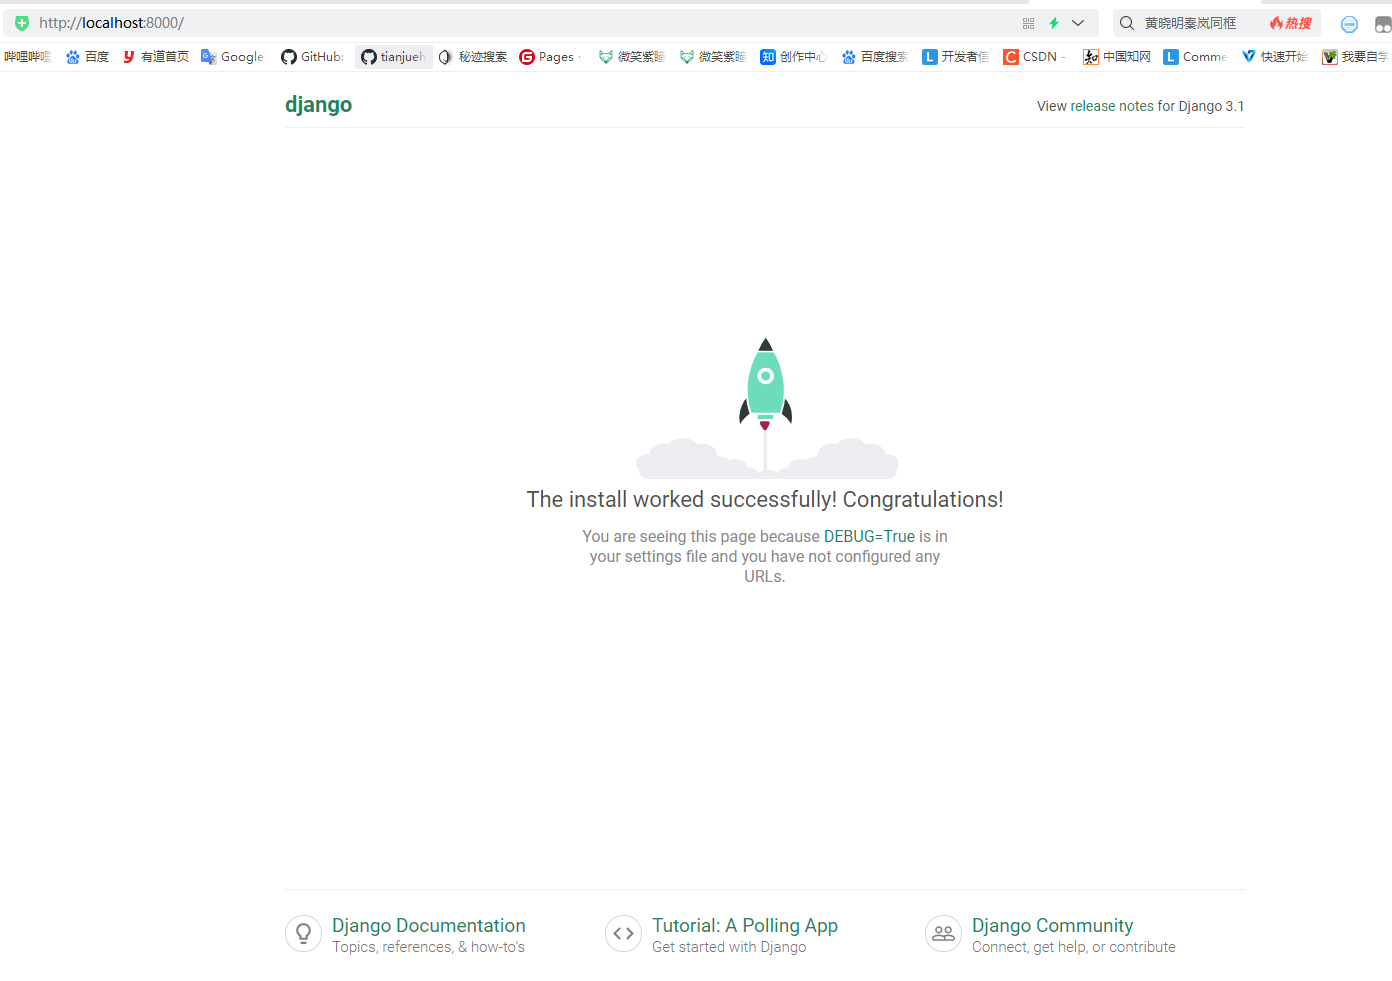 http://localhost:8000/
黄晓明秦岚同框
热搜
哔哩哔哩
百度
有道首页
Google
GitHub:
tianjueh
秘迹搜索
Pages
微笑紫瞳
微笑紫瞳
创作中心
百度搜索
开发者信
CSDN -
中国知网
Comme
快速开始
我要自学
django
View release notes for Django 3.1
The install worked successfully! Congratulations!
You are seeing this page because DEBUG=True is in
your settings file and you have not configured any
URLs.
Django Documentation
Topics, references, & how-to's
Tutorial: A Polling App
Get started with Django
Django Community
Connect, get help, or contribute